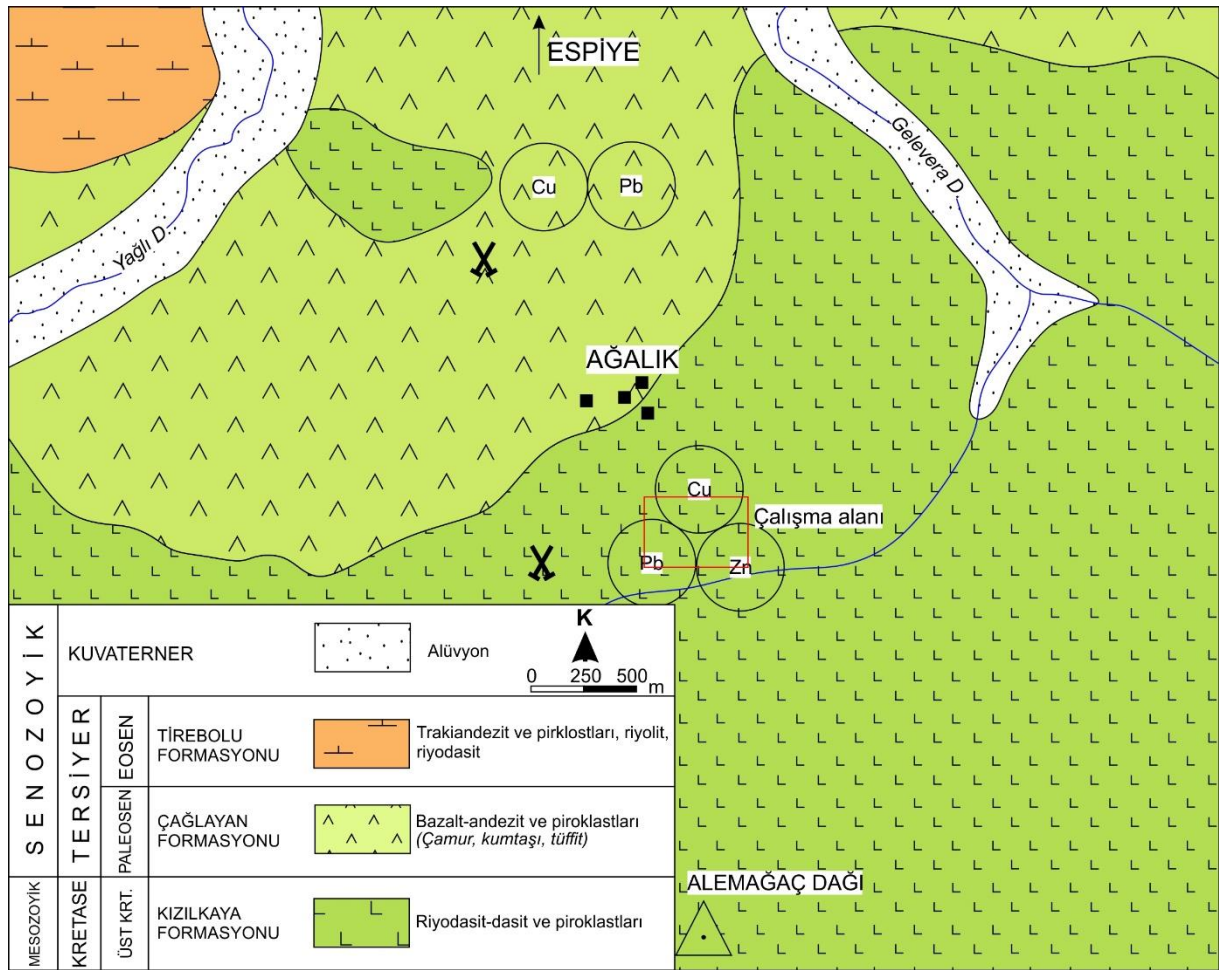 ESPİYE
Yağlı D
Gelevera D
Cu
Pb
AĞALIK
Cu
Çalışma alanı
Pb
Zn
SENOZOYİK
KUVATERNER
Alüvyon
K
0 250 500 m
TERSİYER
EOSEN
TİREBOLU
FORMASYONU
Trakiandezit ve pirklostları, riyolit,
riyodasit
PALEOSEN
ÇAĞLAYAN
FORMASYONU
Bazalt-andezit ve piroklastları
(Çamur, kumtaşı, tüffit)
MESOZOYİK
KRETASE
ÜST KRT.
KIZILKAYA
FORMASYONU
Riyodasit-dasit ve piroklastları
ALEMAĞAÇ DAĞI